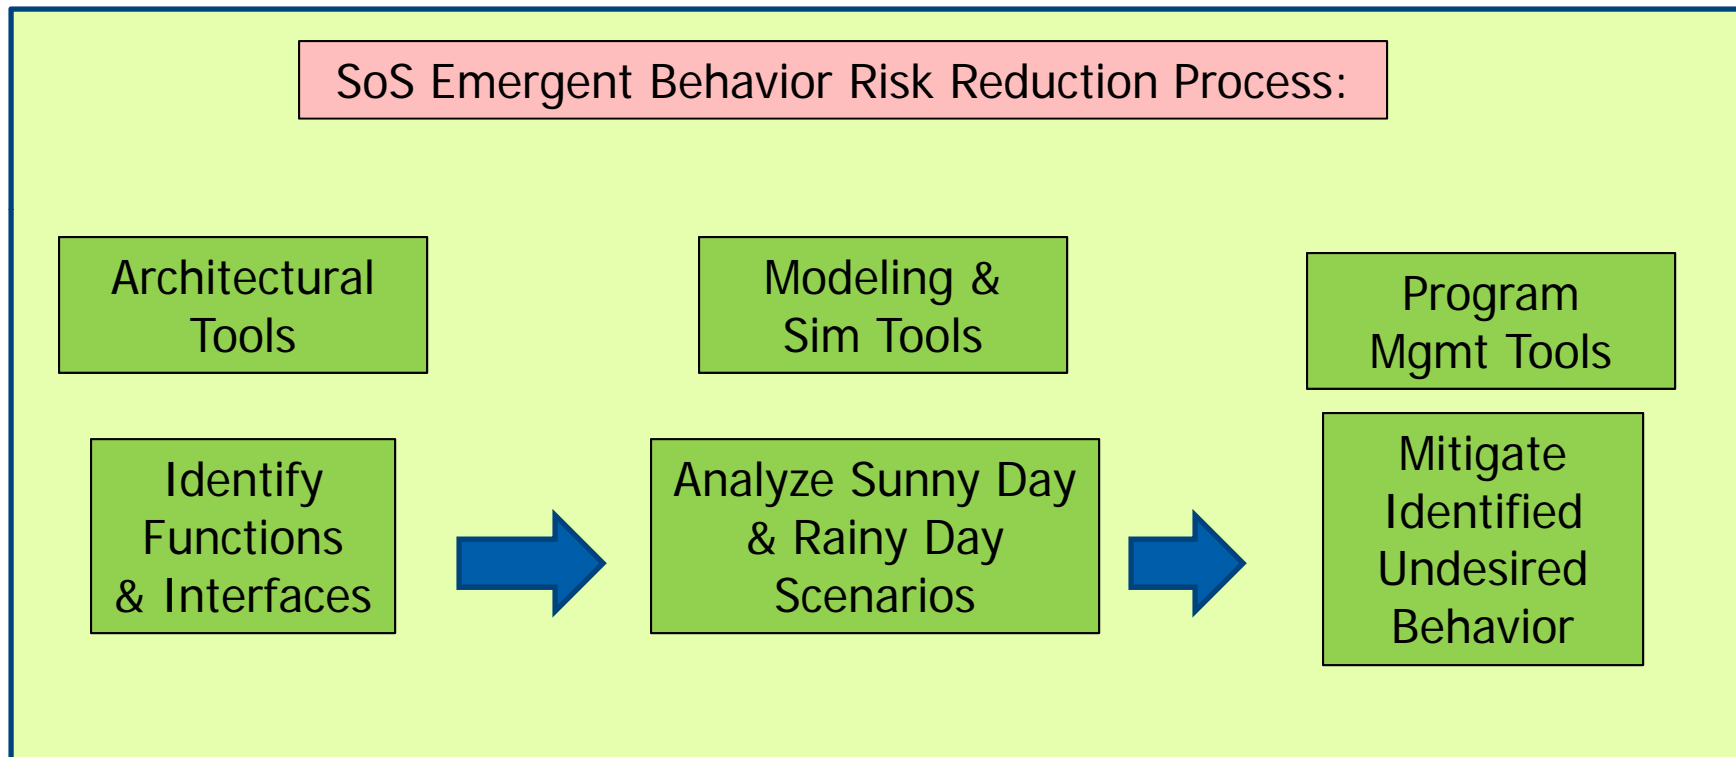 SoS Emergent Behavior Risk Reduction Process:
Architectural
Tools
Modeling &
Sim Tools
Program
Mgmt Tools
Identify
Functions
& Interfaces
Analyze Sunny Day
& Rainy Day
Scenarios
Mitigate
Identified
Undesired
Behavior